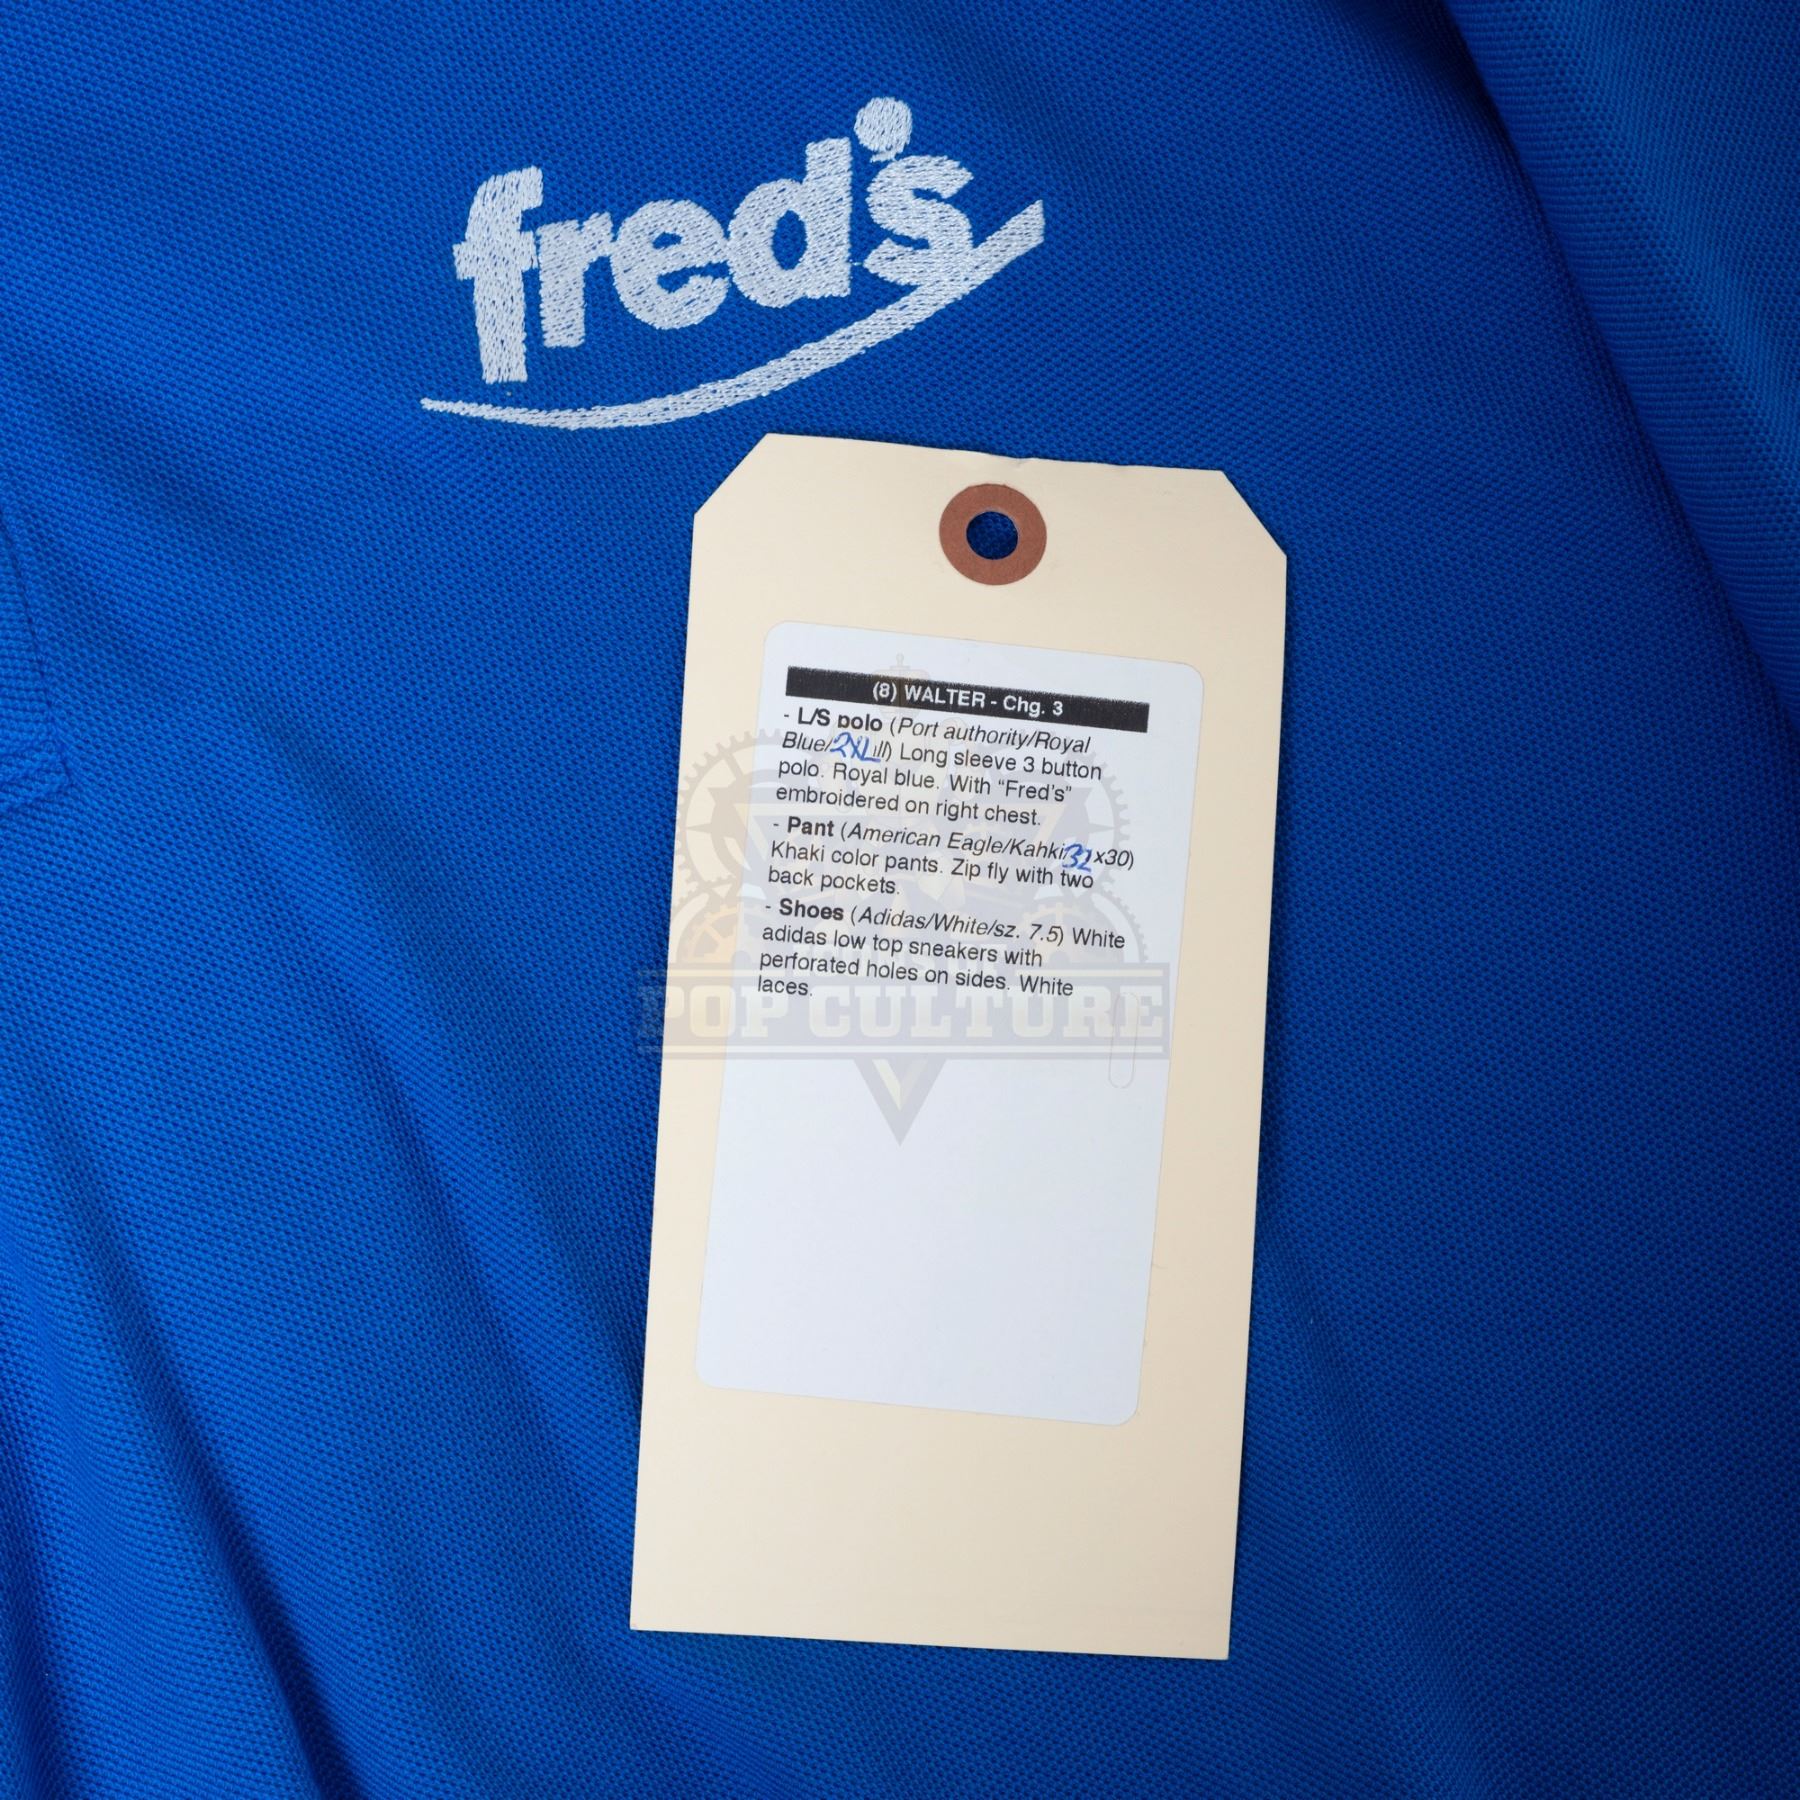 fred's
(8) WALTER - Chg. 3
- L/S polo (Port authority/Royal
Blue/2XL) Long sleeve 3 button
polo. Royal blue. With “Fred’s”
embroidered on right chest.
- Pant (American Eagle/Kahki/32x30)
Khaki color pants. Zip fly with two
back pockets.
- Shoes (Adidas/White/sz. 7.5) White
adidas low top sneakers with
perforated holes on sides. White
laces.
POP CULTURE